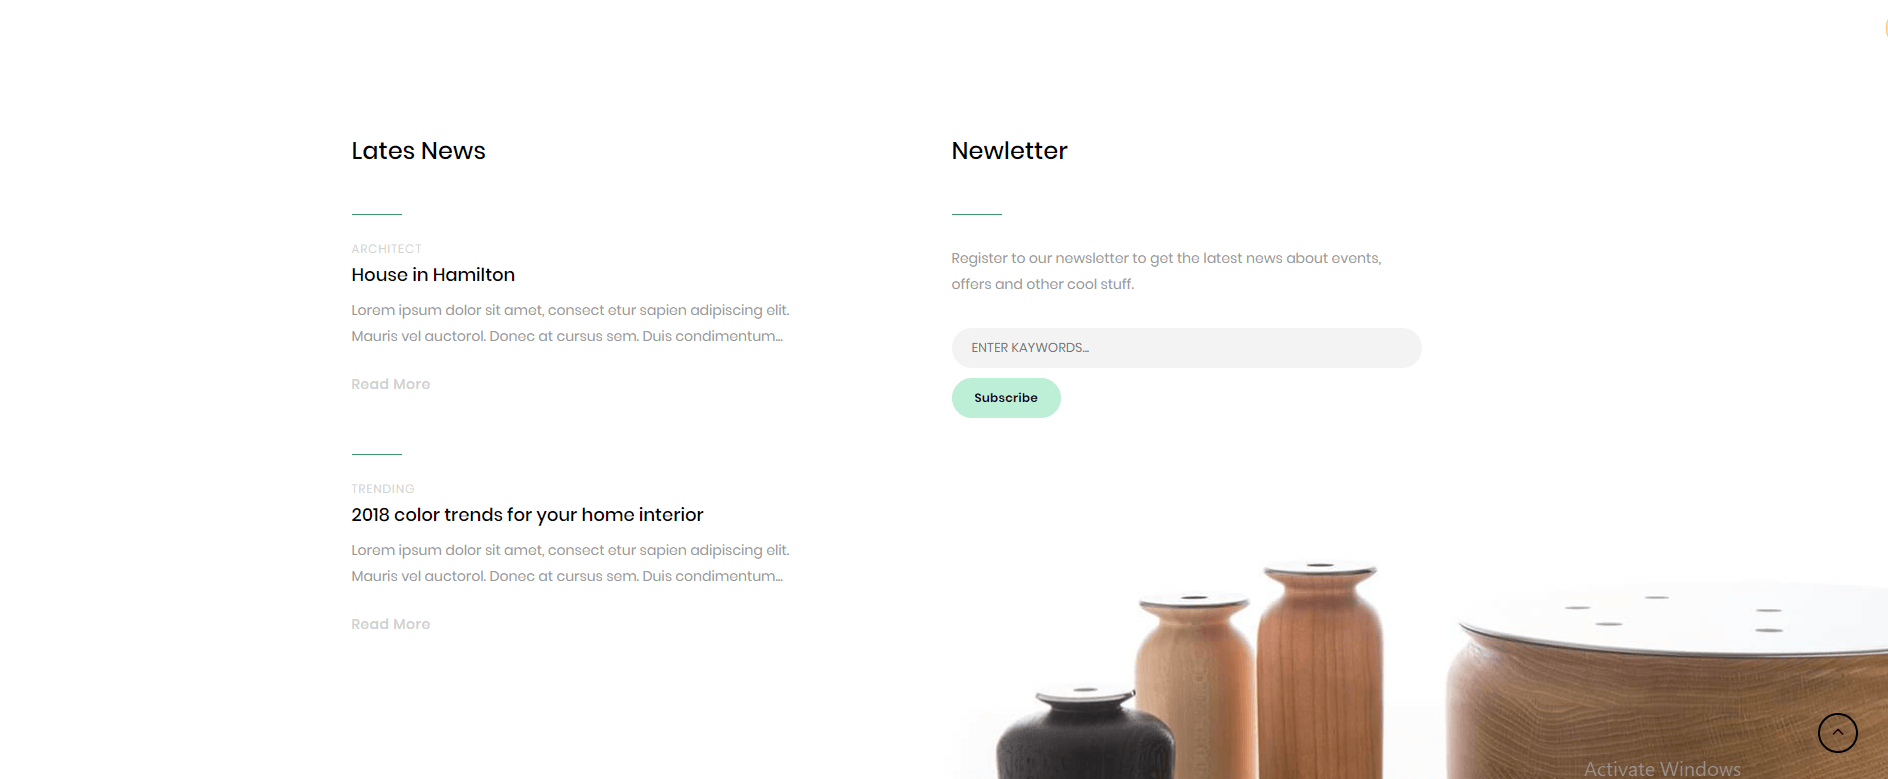 Lates News
ARCHITECT
House in Hamilton
Lorem ipsum dolor sit amet, consect etur sapien adipiscing elit.
Mauris vel auctorol. Donec at cursus sem. Duis condimentum...
Read More
TRENDING
2018 color trends for your home interior
Lorem ipsum dolor sit amet, consect etur sapien adipiscing elit.
Mauris vel auctorol. Donec at cursus sem. Duis condimentum...
Read More
Newletter
Register to our newsletter to get the latest news about events,
offers and other cool stuff.
ENTER KAYWORDS...
Subscribe
Activate Windows